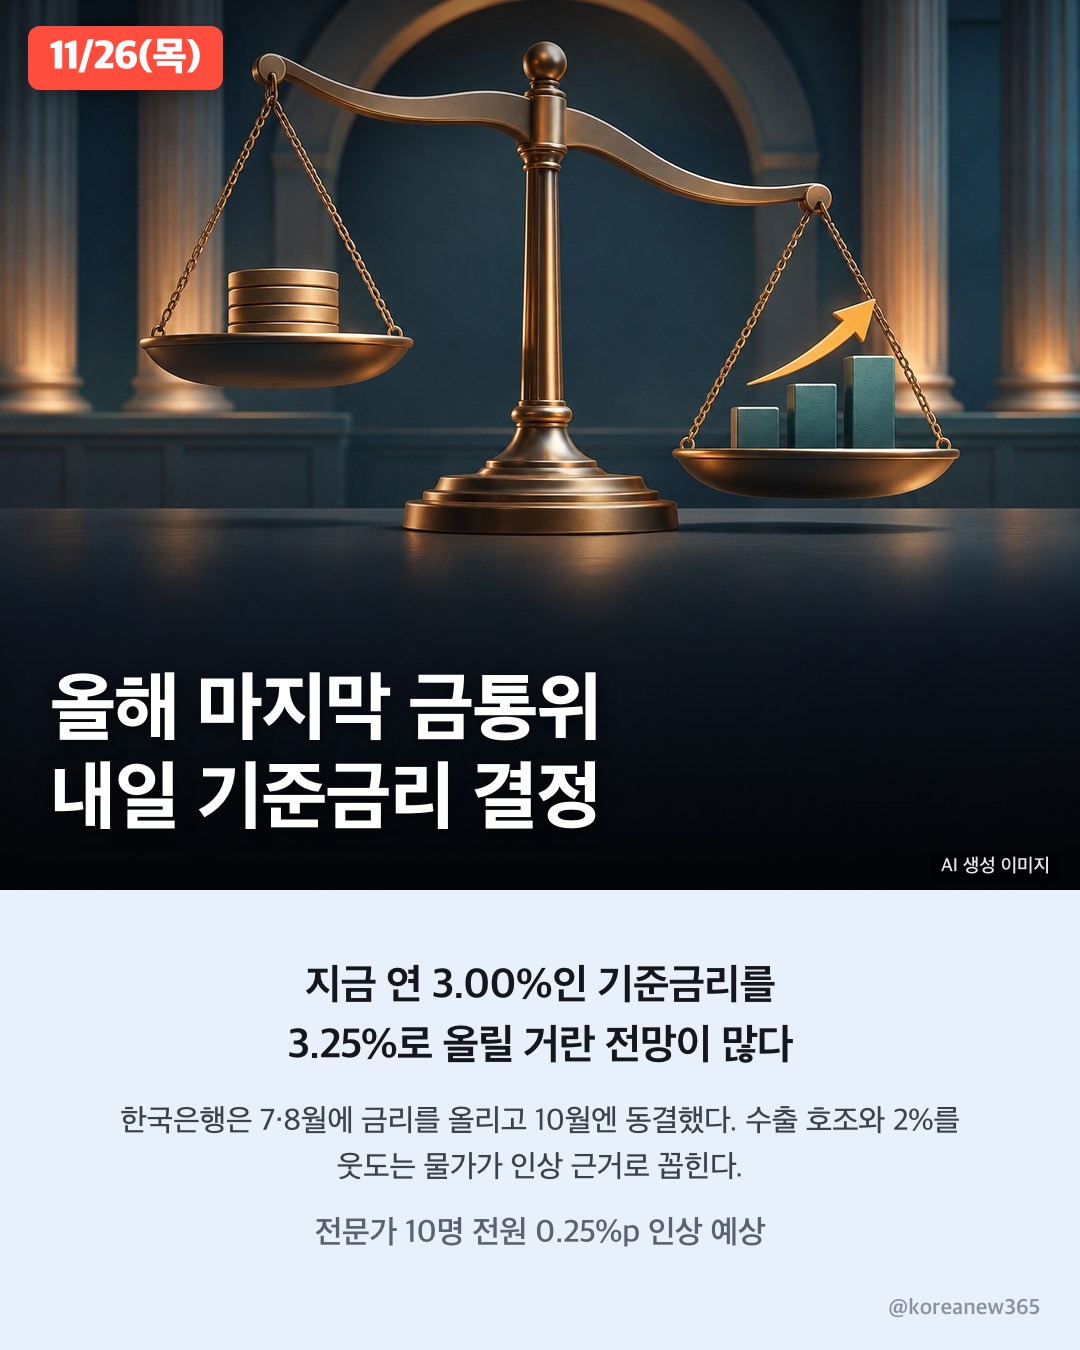 11/26(목)
올해 마지막 금통위
내일 기준금리 결정
AI 생성 이미지
지금 연 3.00%인 기준금리를
3.25%로 올릴 거란 전망이 많다
한국은행은 7·8월에 금리를 올리고 10월엔 동결했다. 수출 호조와 2%를
웃도는 물가가 인상 근거로 꼽힌다.
전문가 10명 전원 0.25%p 인상 예상
@koreanew365